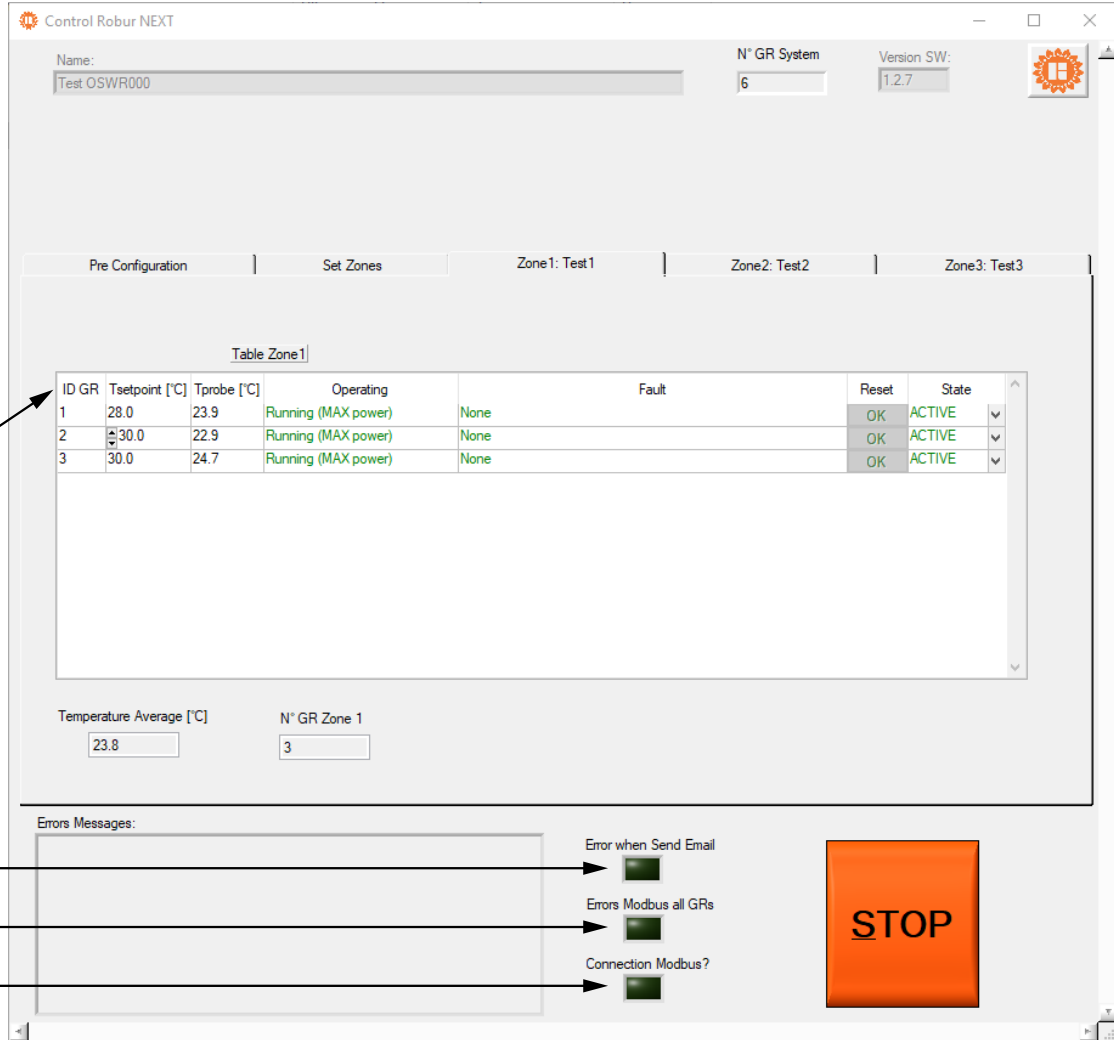 Control Robur NEXT
Name:
N° GR System
Version SW:
Test OSWR000
6
1.2.7
Pre Configuration
Set Zones
Zone1: Test1
Zone2: Test2
Zone3: Test3
Table Zone1
ID GR Tsetpoint [°C] Tprobe [°C] Operating Fault Reset State
1 28.0 23.9 Running (MAX power) None OK ACTIVE
2 30.0 22.9 Running (MAX power) None OK ACTIVE
3 30.0 24.7 Running (MAX power) None OK ACTIVE
Temperature Average [°C]
N° GR Zone 1
23.8
3
Errors Messages:
Error when Send Email
Errors Modbus all GRs
Connection Modbus?
STOP